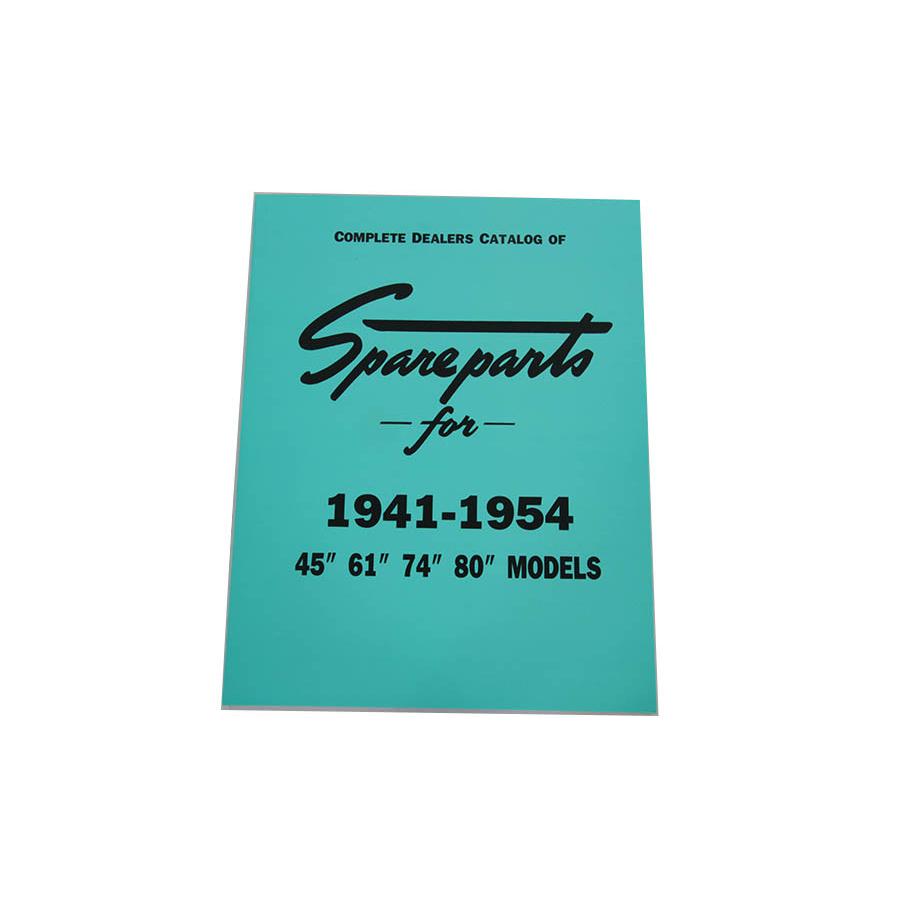 COMPLETE DEALERS CATALOG OF
Spareparts
— for —
1941-1954
45″ 61″ 74″ 80″ MODELS